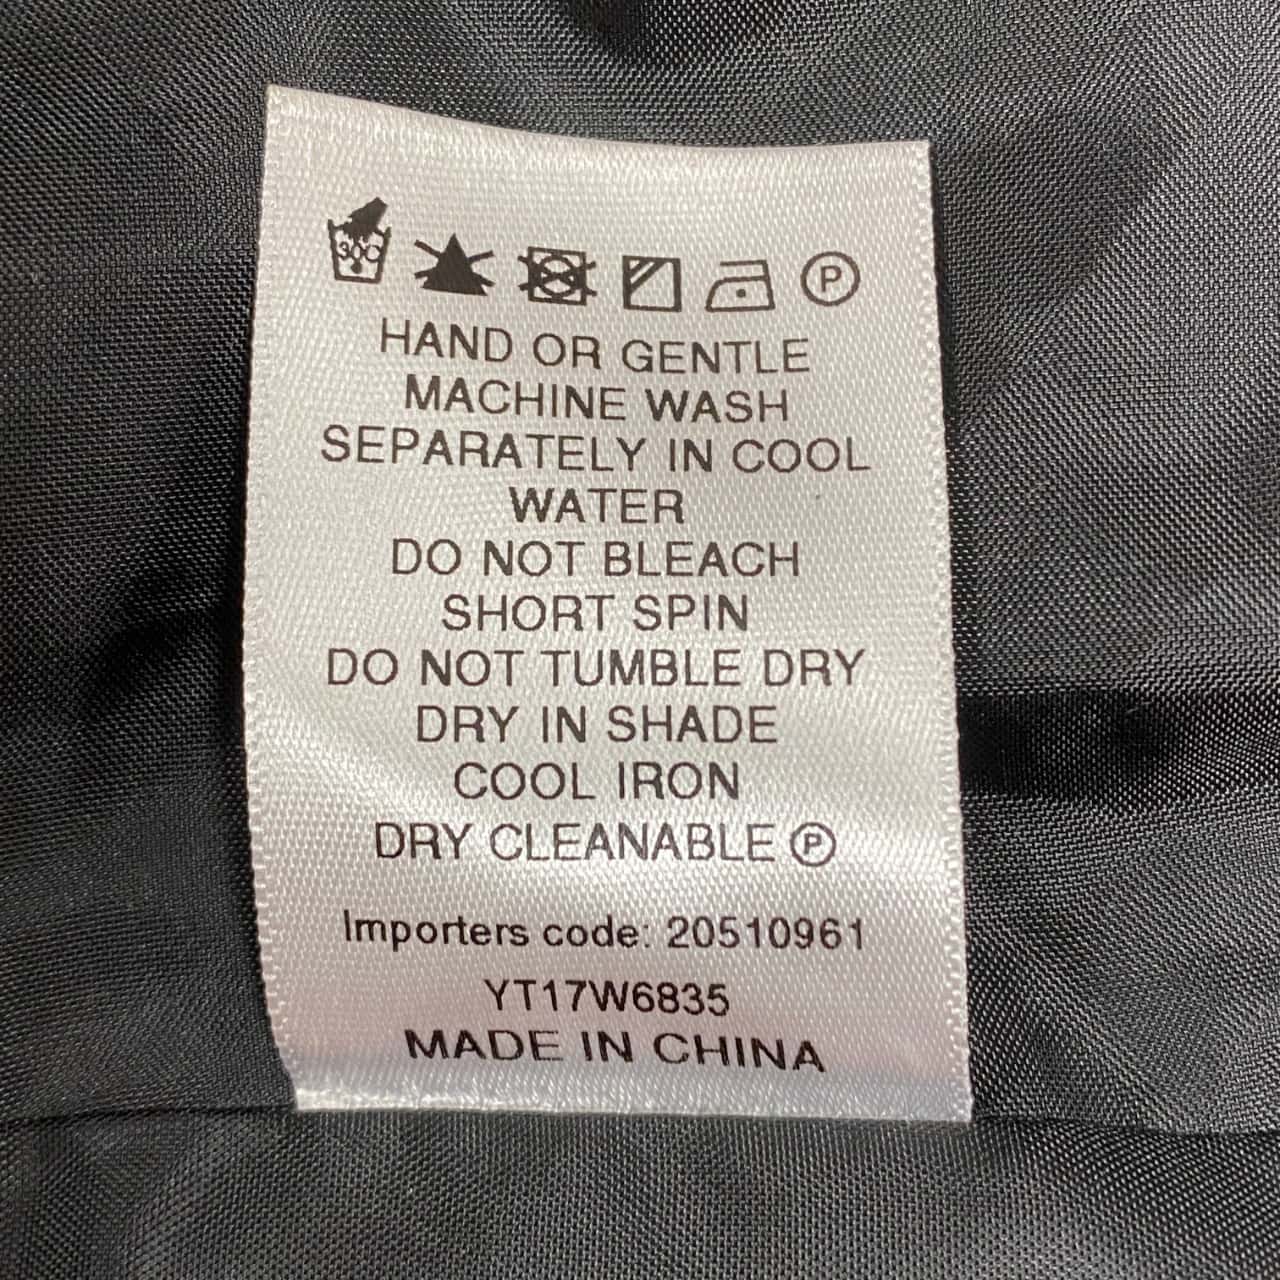 30C P
HAND OR GENTLE
MACHINE WASH
SEPARATELY IN COOL
WATER
DO NOT BLEACH
SHORT SPIN
DO NOT TUMBLE DRY
DRY IN SHADE
COOL IRON
DRY CLEANABLE Ⓟ
Importers code: 20510961
YT17W6835
MADE IN CHINA